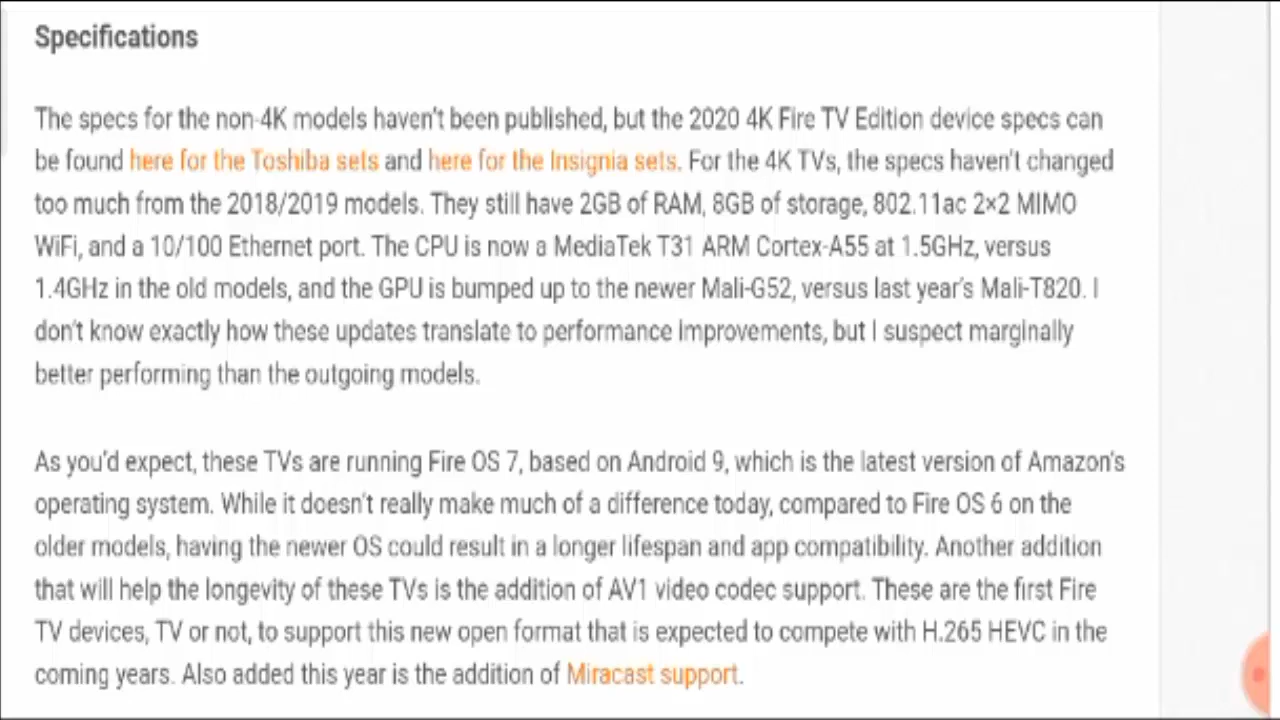 Specifications
The specs for the non-4K models haven't been published, but the 2020 4K Fire TV Edition device specs can
be found here for the Toshiba sets and here for the Insignia sets. For the 4K TVs, the specs haven't changed
too much from the 2018/2019 models. They still have 2GB of RAM, 8GB of storage, 802.11ac 2×2 MIMO
WiFi, and a 10/100 Ethernet port. The CPU is now a MediaTek T31 ARM Cortex-A55 at 1.5GHz, versus
1.4GHz in the old models, and the GPU is bumped up to the newer Mali-G52, versus last year's Mali-T820. I
don't know exactly how these updates translate to performance improvements, but I suspect marginally
better performing than the outgoing models.
As you'd expect, these TVs are running Fire OS 7, based on Android 9, which is the latest version of Amazon's
operating system. While it doesn't really make much of a difference today, compared to Fire OS 6 on the
older models, having the newer OS could result in a longer lifespan and app compatibility. Another addition
that will help the longevity of these TVs is the addition of AV1 video codec support. These are the first Fire
TV devices, TV or not, to support this new open format that is expected to compete with H.265 HEVC in the
coming years. Also added this year is the addition of Miracast support.